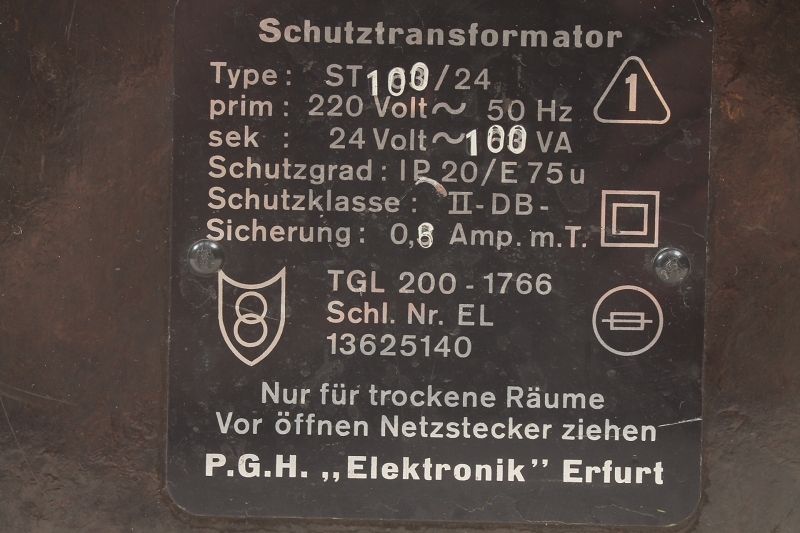 Schutztransformator
Type: ST 100/24
1
prim: 220 Volt~ 50 Hz
sek : 24 Volt~ 100 VA
Schutzgrad: IP 20/E 75 u
Schutzklasse: II-DB-
Sicherung: 0,6 Amp. m.T.
TGL 200-1766
Schl. Nr. EL
13625140
Nur für trockene Räume
Vor öffnen Netzstecker ziehen
P.G.H. „Elektronik" Erfurt